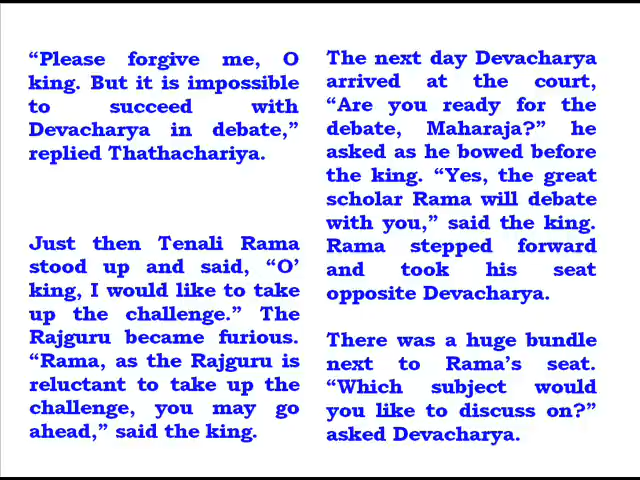 “Please forgive me, O
king. But it is impossible
to succeed with
Devacharya in debate,”
replied Thathachariya.
Just then Tenali Rama
stood up and said, “O’
king, I would like to take
up the challenge.” The
Rajguru became furious.
“Rama, as the Rajguru is
reluctant to take up the
challenge, you may go
ahead,” said the king.
The next day Devacharya
arrived at the court,
“Are you ready for the
debate, Maharaja?” he
asked as he bowed before
the king. “Yes, the great
scholar Rama will debate
with you,” said the king.
Rama stepped forward
and took his seat
opposite Devacharya.
There was a huge bundle
next to Rama’s seat.
“Which subject would
you like to discuss on?”
asked Devacharya.